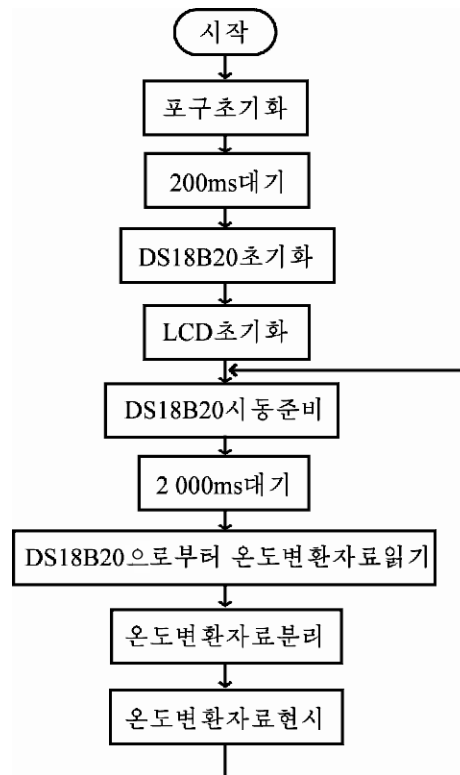 시작
포구초기화
200ms대기
DS18B20초기화
LCD초기화
DS18B20시동준비
2 000ms대기
DS18B20으로부터 온도변환자료읽기
온도변환자료분리
온도변환자료현시